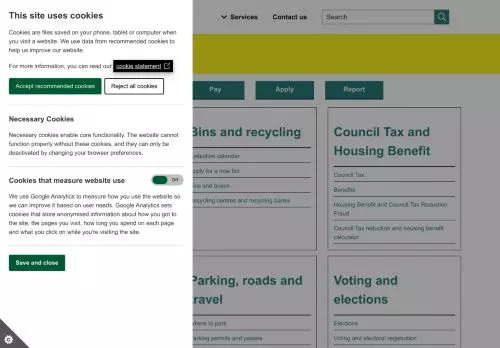 This site uses cookies
Cookies are files saved on your phone, tablet or computer when
you visit a website. We use data from recommended cookies to
help us improve our website.
For more information, you can read our cookie statement
Accept recommended cookies
Reject all cookies
Necessary Cookies
Necessary cookies enable core functionality. The website cannot
function properly without these cookies, and they can only be
deactivated by changing your browser preferences.
Cookies that measure website use
Off
We use Google Analytics to measure how you use the website so
we can improve it based on user needs. Google Analytics sets
cookies that store anonymised information about how you got to
the site, the pages you visit, how long you spend on each page
and what you click on while you're visiting the site.
Save and close
Services
Contact us
Search
Pay
Apply
Report
Bins and recycling
collection calendar
Apply for a new bin
Bins and boxes
Recycling centres and recycling banks
Council Tax and
Housing Benefit
Council Tax
Benefits
Housing Benefit and Council Tax Reduction
Fraud
Council Tax reduction and housing benefit
calculator
Parking, roads and
travel
Where to park
Parking permits and passes
Voting and
elections
Elections
Voting and electoral registration